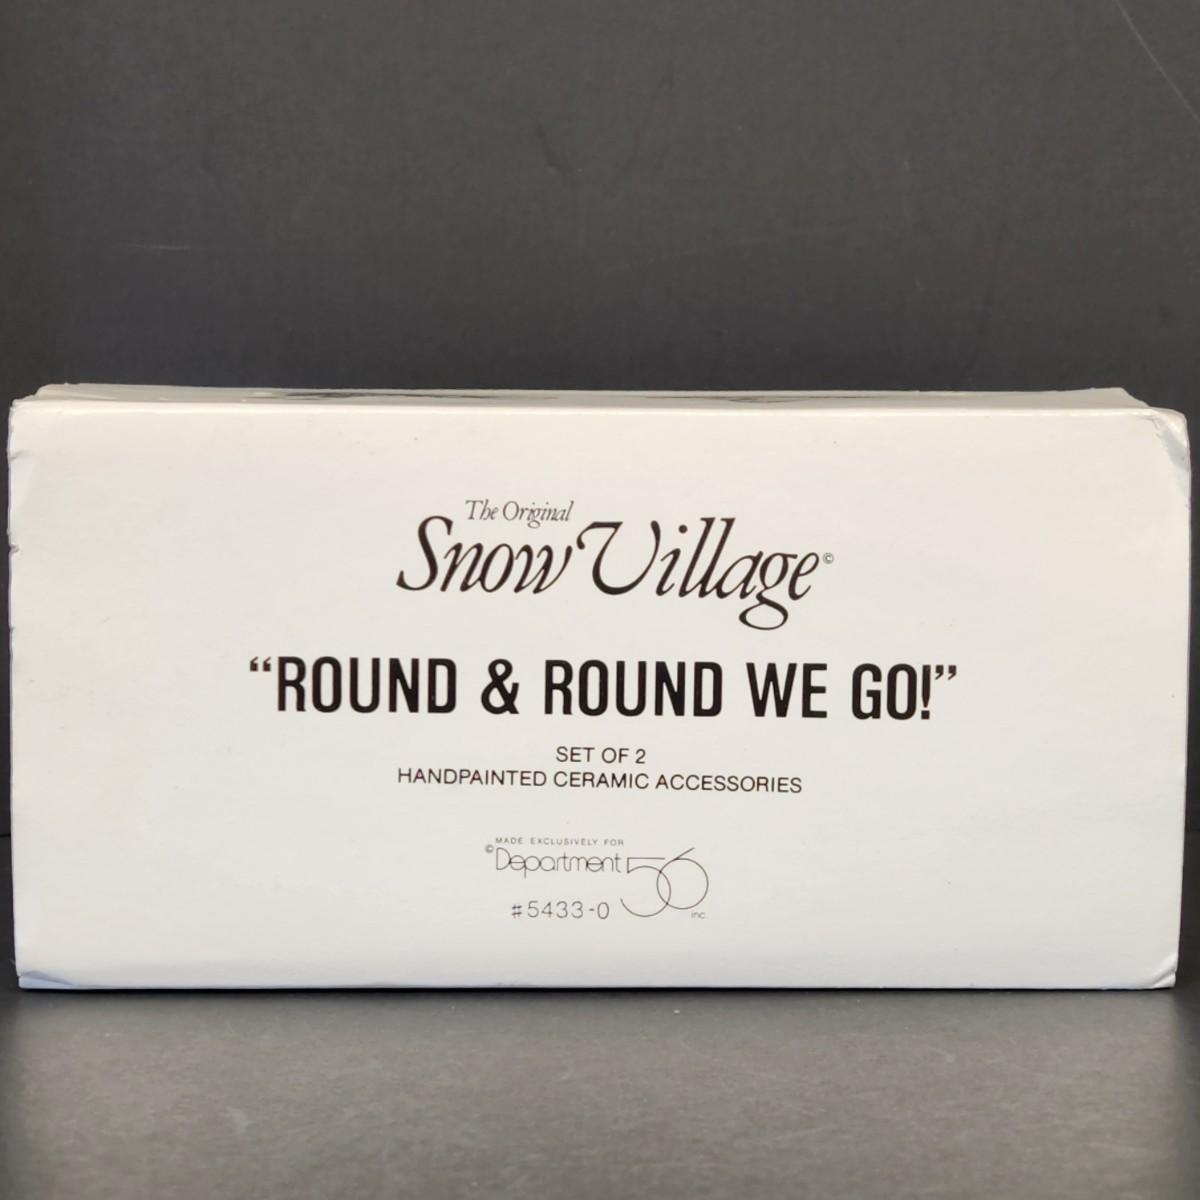 The Original
Snow Village©
“ROUND & ROUND WE GO!”
SET OF 2
HANDPAINTED CERAMIC ACCESSORIES
MADE EXCLUSIVELY FOR
©Department 56 inc.
#5433-0